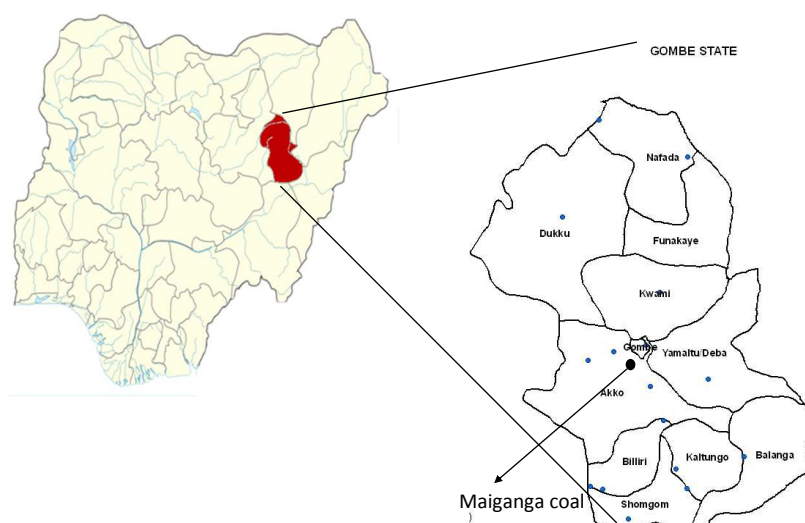 GOMBE STATE
Nafada
Dukku
Funakaye
Kwami
Gombe
Yamaltu/Deba
Akko
Billiri
Kaltungo
Balanga
Shomgom
Maiganga coal
)